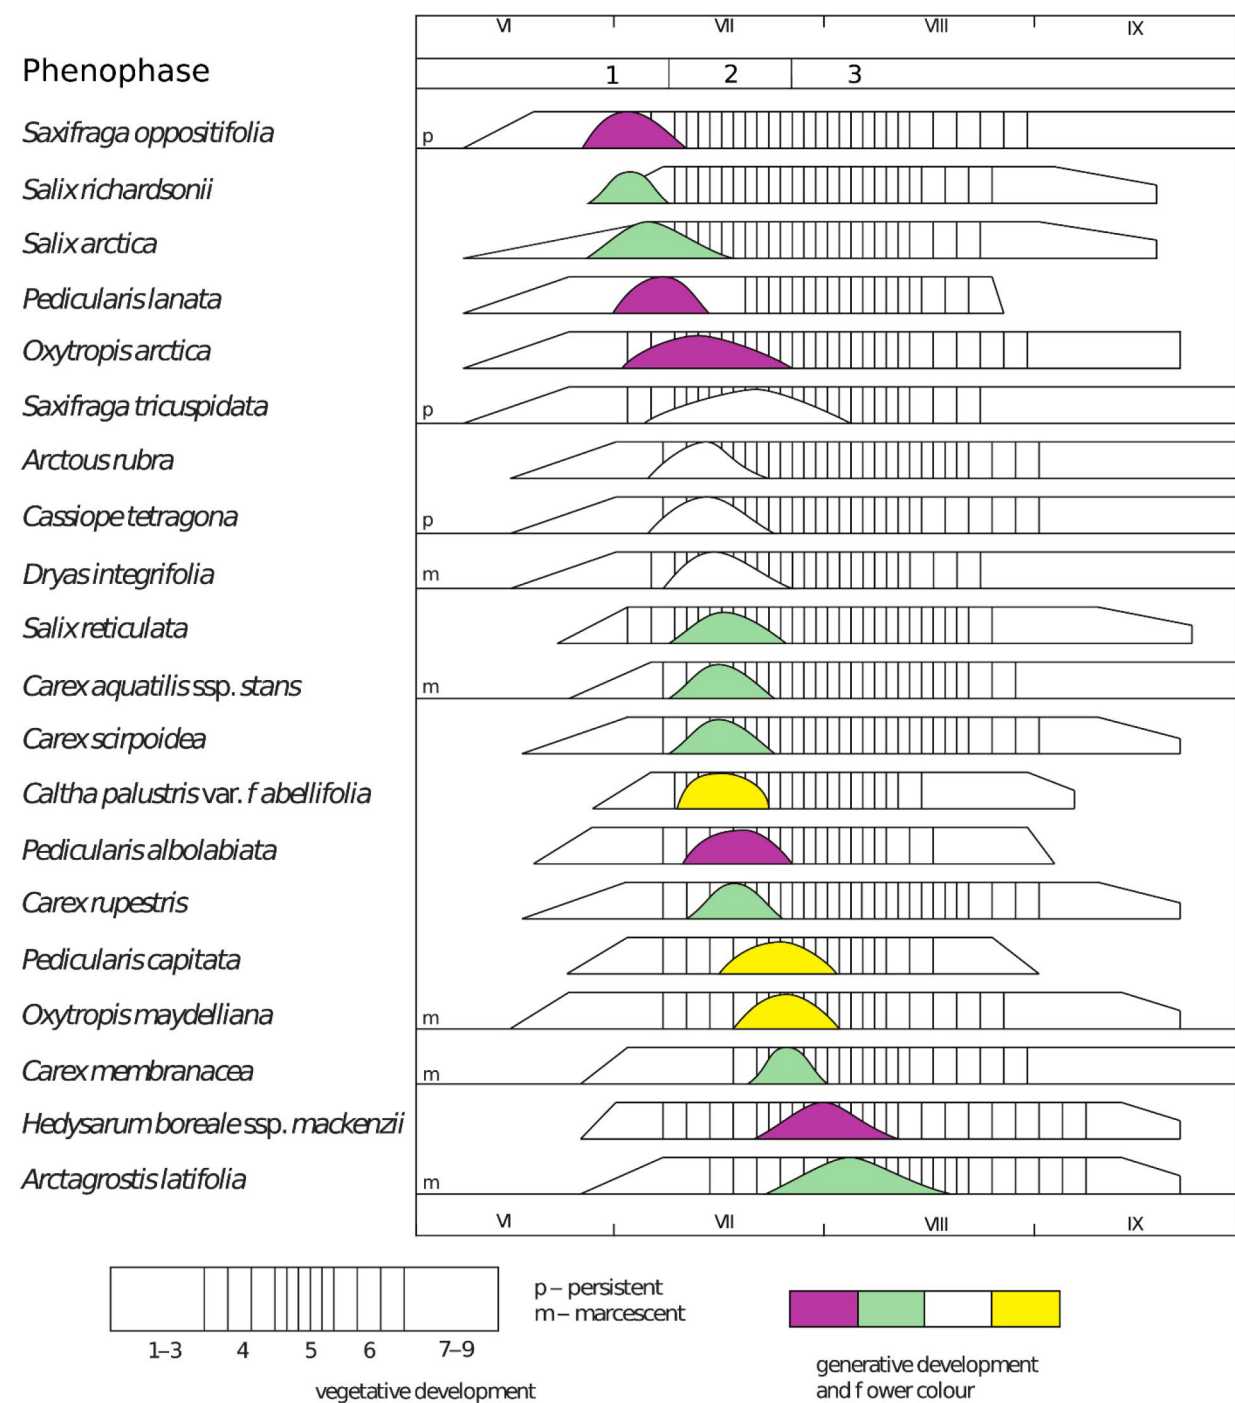 VI VII VIII IX
Phenophase 1 2 3
Saxifraga oppositifolia p
Salix richardsonii
Salix arctica
Pedicularis lanata
Oxytropis arctica
Saxifraga tricuspidata p
Arctous rubra
Cassiope tetragona p
Dryas integrifolia m
Salix reticulata
Carex aquatilis ssp. stans m
Carex scirpoidea
Caltha palustris var. f abellifolia
Pedicularis albolabiata
Carex rupestris
Pedicularis capitata
Oxytropis maydelliana m
Carex membranacea m
Hedysarum boreale ssp. mackenzii
Arctagrostis latifolia m
VI VII VIII IX
p – persistent
m – marcescent
1–3 4 5 6 7–9
vegetative development
generative development
and f ower colour